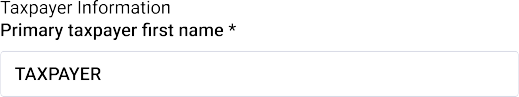 Taxpayer Information
Primary taxpayer first name *
TAXPAYER